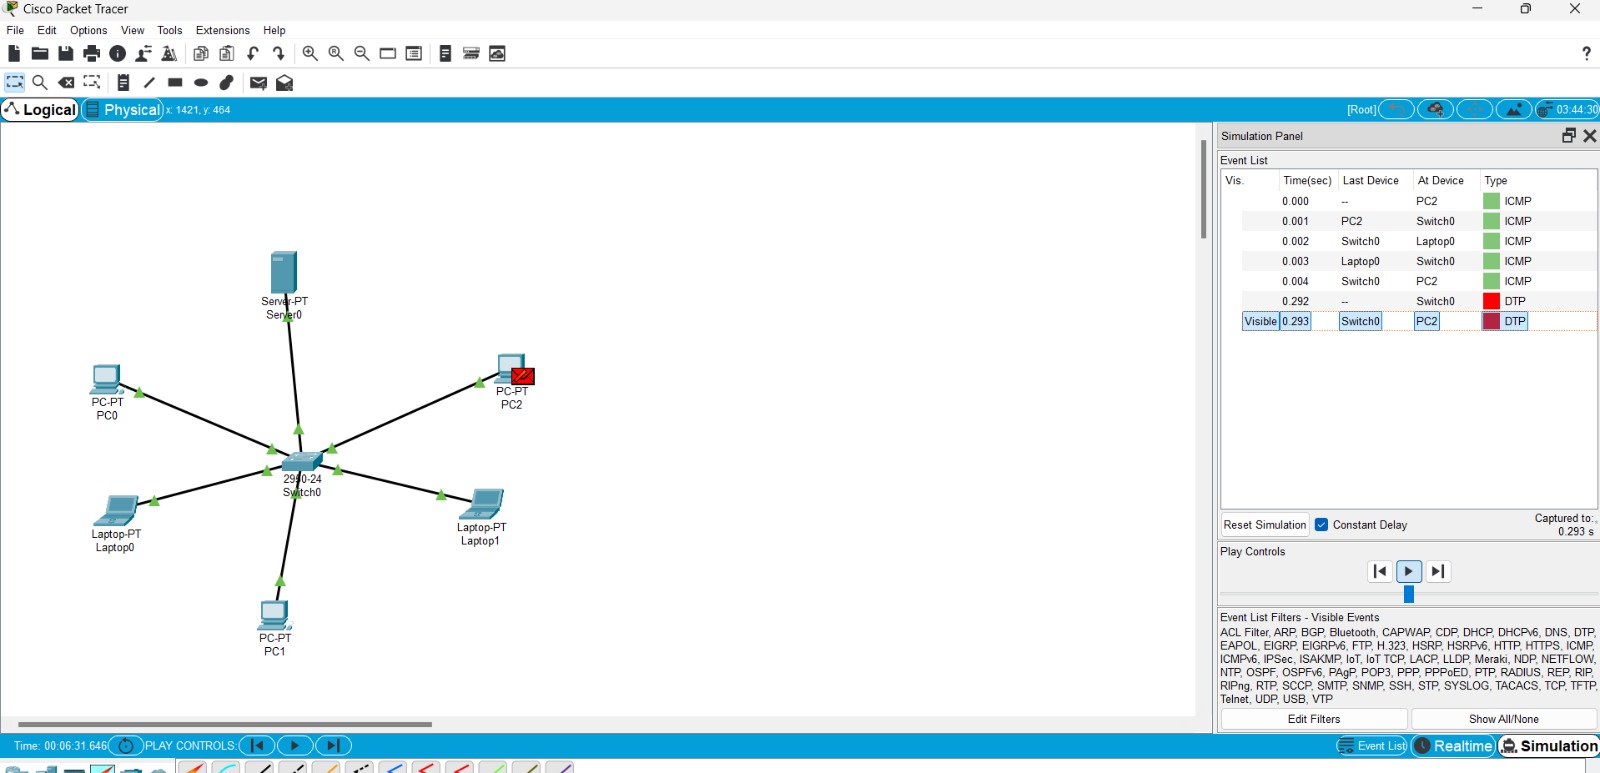 Cisco Packet Tracer
File Edit Options View Tools Extensions Help
?
Logical Physical x: 1421, y: 464 [Root] 03:44:30
Simulation Panel
Event List
Vis. Time(sec) Last Device At Device Type
0.000 -- PC2 ICMP
0.001 PC2 Switch0 ICMP
0.002 Switch0 Laptop0 ICMP
0.003 Laptop0 Switch0 ICMP
0.004 Switch0 PC2 ICMP
0.292 -- Switch0 DTP
Visible 0.293 Switch0 PC2 DTP
Server-PT
Server0
PC-PT
PC2
PC-PT
PC0
2950-24
Switch0
Laptop-PT
Laptop1
Laptop-PT
Laptop0
PC-PT
PC1
Reset Simulation Constant Delay Captured to:
0.293 s
Play Controls
Event List Filters - Visible Events
ACL Filter, ARP, BGP, Bluetooth, CAPWAP, CDP, DHCP, DHCPv6, DNS, DTP,
EAPOL, EIGRP, EIGRPv6, FTP, H.323, HSRP, HSRPv6, HTTP, HTTPS, ICMP,
ICMPv6, IPSec, ISAKMP, IoT, IoT TCP, LACP, LLDP, Meraki, NDP, NETFLOW,
NTP, OSPF, OSPFv6, PAgP, POP3, PPP, PPPoED, PTP, RADIUS, REP, RIP,
RIPng, RTP, SCCP, SMTP, SNMP, SSH, STP, SYSLOG, TACACS, TCP, TFTP,
Telnet, UDP, USB, VTP
Edit Filters Show All/None
Time: 00:06:31.646 PLAY CONTROLS: Event List Realtime Simulation